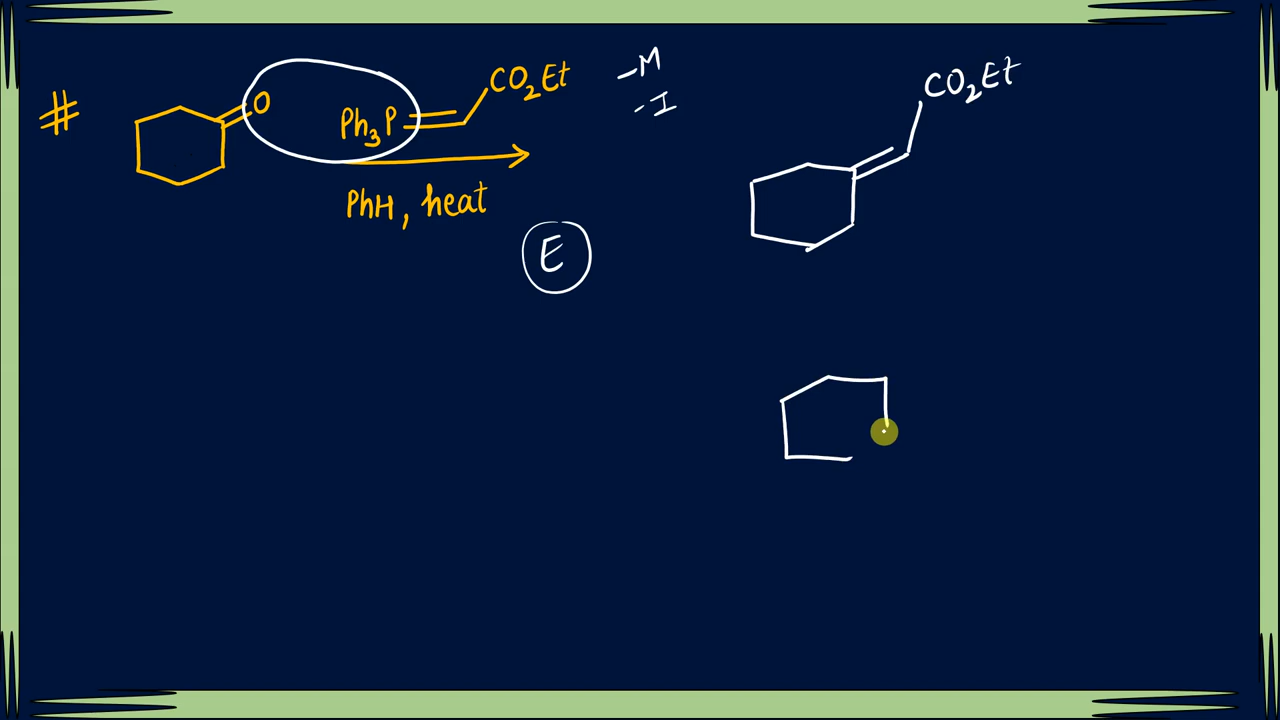 # O Ph₃P CO₂Et
PhH, heat
-M
-I
CO₂Et
E